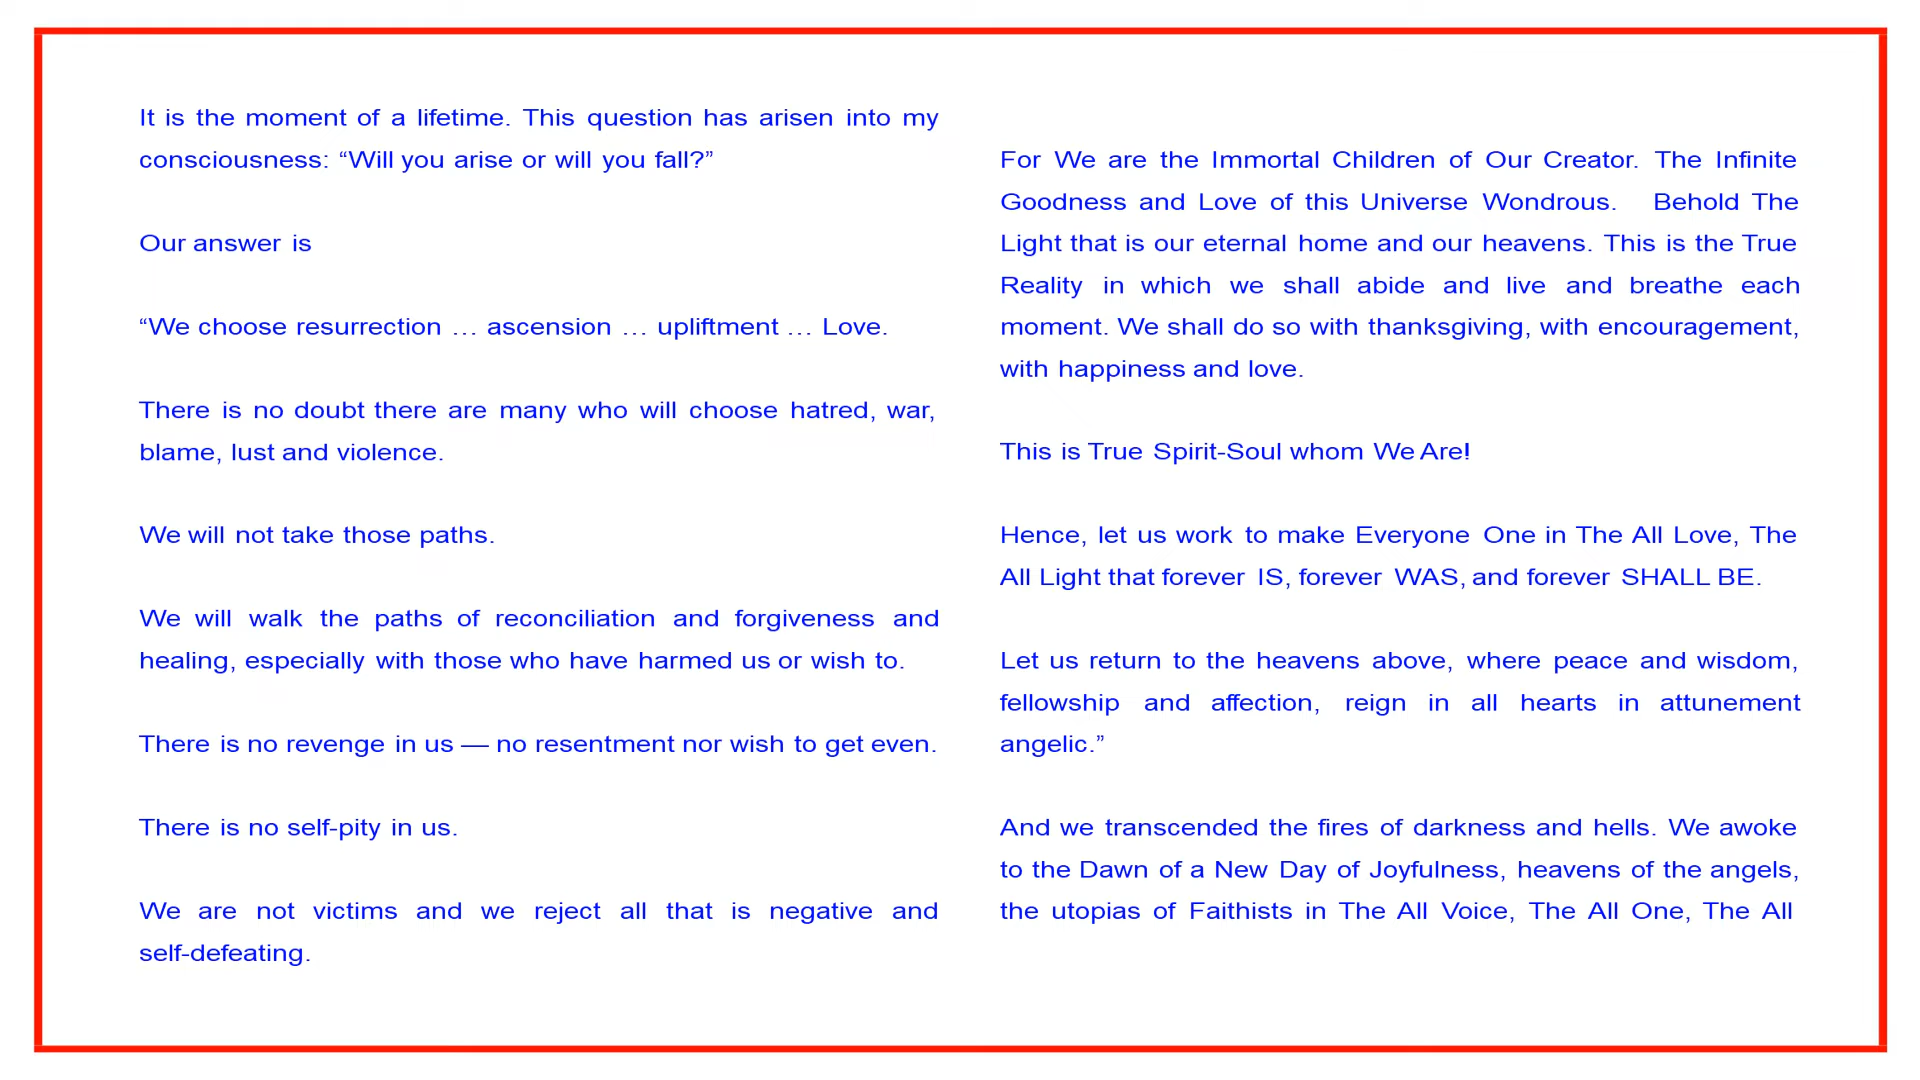 It is the moment of a lifetime. This question has arisen into my
consciousness: “Will you arise or will you fall?”
Our answer is
“We choose resurrection … ascension … upliftment … Love.
There is no doubt there are many who will choose hatred, war,
blame, lust and violence.
We will not take those paths.
We will walk the paths of reconciliation and forgiveness and
healing, especially with those who have harmed us or wish to.
There is no revenge in us — no resentment nor wish to get even.
There is no self-pity in us.
We are not victims and we reject all that is negative and
self-defeating.
For We are the Immortal Children of Our Creator. The Infinite
Goodness and Love of this Universe Wondrous. Behold The
Light that is our eternal home and our heavens. This is the True
Reality in which we shall abide and live and breathe each
moment. We shall do so with thanksgiving, with encouragement,
with happiness and love.
This is True Spirit-Soul whom We Are!
Hence, let us work to make Everyone One in The All Love, The
All Light that forever IS, forever WAS, and forever SHALL BE.
Let us return to the heavens above, where peace and wisdom,
fellowship and affection, reign in all hearts in attunement
angelic.”
And we transcended the fires of darkness and hells. We awoke
to the Dawn of a New Day of Joyfulness, heavens of the angels,
the utopias of Faithists in The All Voice, The All One, The All